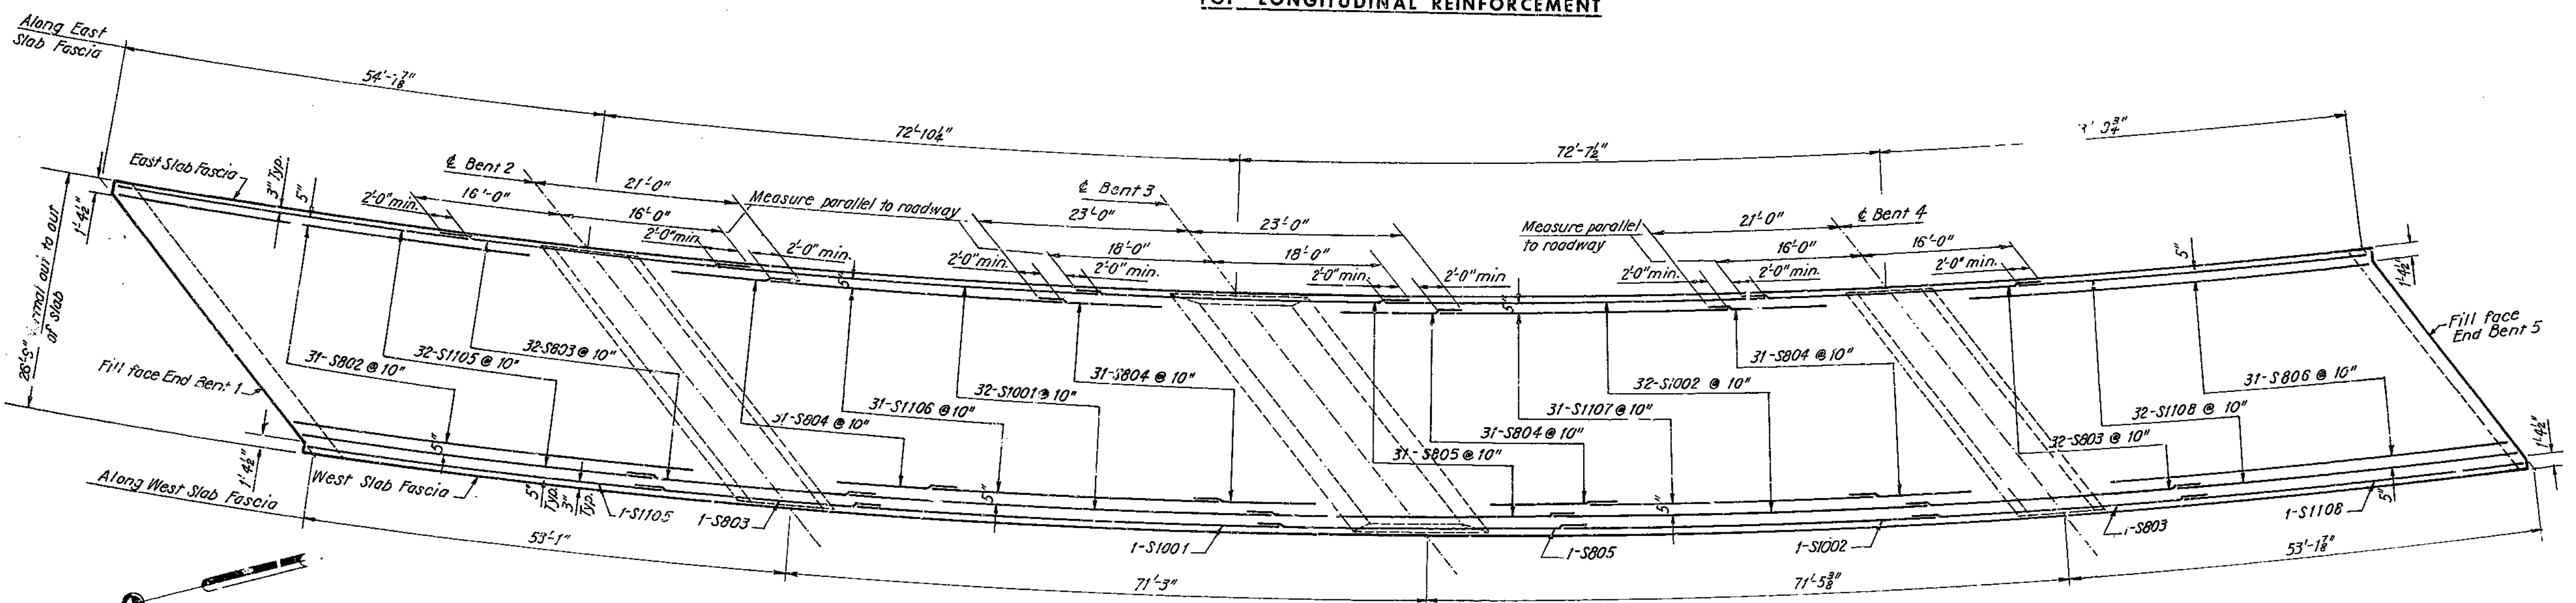 LONGITUDINAL REINFORCEMENT
Along East
Slab Fascia
54'-1⅞"
72'-10¼"
72'-7½"
¾"
East Slab Fascia
3" Typ.
5"
1'-4½"
of Slab
out to out
℄ Bent 2
16'-0"
21'-0"
2'-0" min.
16'-0"
2'-0" min.
2'-0" min.
Measure parallel to roadway
℄ Bent 3
23'-0"
23'-0"
18'-0"
18'-0"
2'-0" min.
2'-0" min.
2'-0" min.
2'-0" min
Measure parallel
to roadway
21'-0"
℄ Bent 4
16'-0"
16'-0"
2'-0" min.
2'-0" min.
2'-0" min.
5"
5"
5"
1'-4½"
Fill face
End Bent 5
Fill face End Bent 1
31-S802 @ 10"
32-S1105 @ 10"
32-S803 @ 10"
31-S804 @ 10"
31-S1106 @ 10"
32-S1001 @ 10"
31-S804 @ 10"
31-S805 @ 10"
31-S804 @ 10"
31-S1107 @ 10"
32-S1002 @ 10"
31-S804 @ 10"
32-S803 @ 10"
32-S1108 @ 10"
31-S806 @ 10"
1'-4½"
5"
5"
5"
5"
1'-4½"
Along West Slab Fascia
West Slab Fascia
5"
Typ.
3"
Typ.
1-S1105
1-S803
1-S1001
1-S805
1-S1002
1-S803
1-S1108
53'-1"
71'-3"
71'-5⅜"
53'-1⅞"